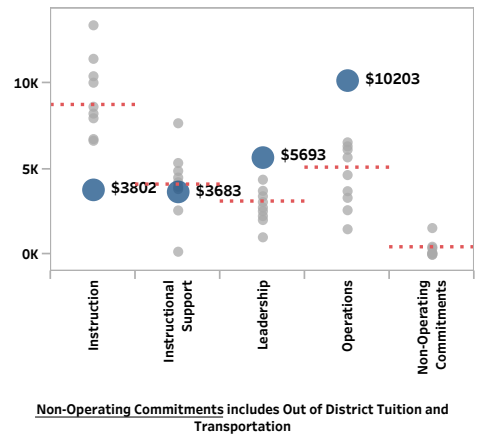 10K
5K
0K
$3802
$3683
$5693
$10203
Instruction
Instructional
Support
Leadership
Operations
Non-Operating
Commitments
Non-Operating Commitments includes Out of District Tuition and
Transportation